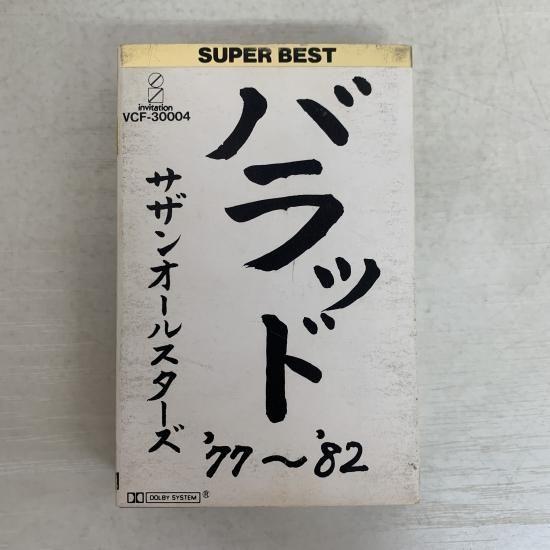 SUPER BEST
invitation
VCF-30004
バラッド
'77〜'82
サザンオールスターズ
DOLBY SYSTEM ®